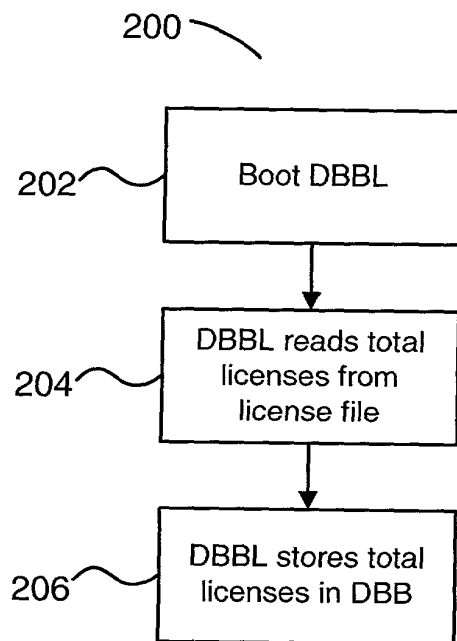 200
202
Boot DBBL
204
DBBL reads total
licenses from
license file
206
DBBL stores total
licenses in DBB